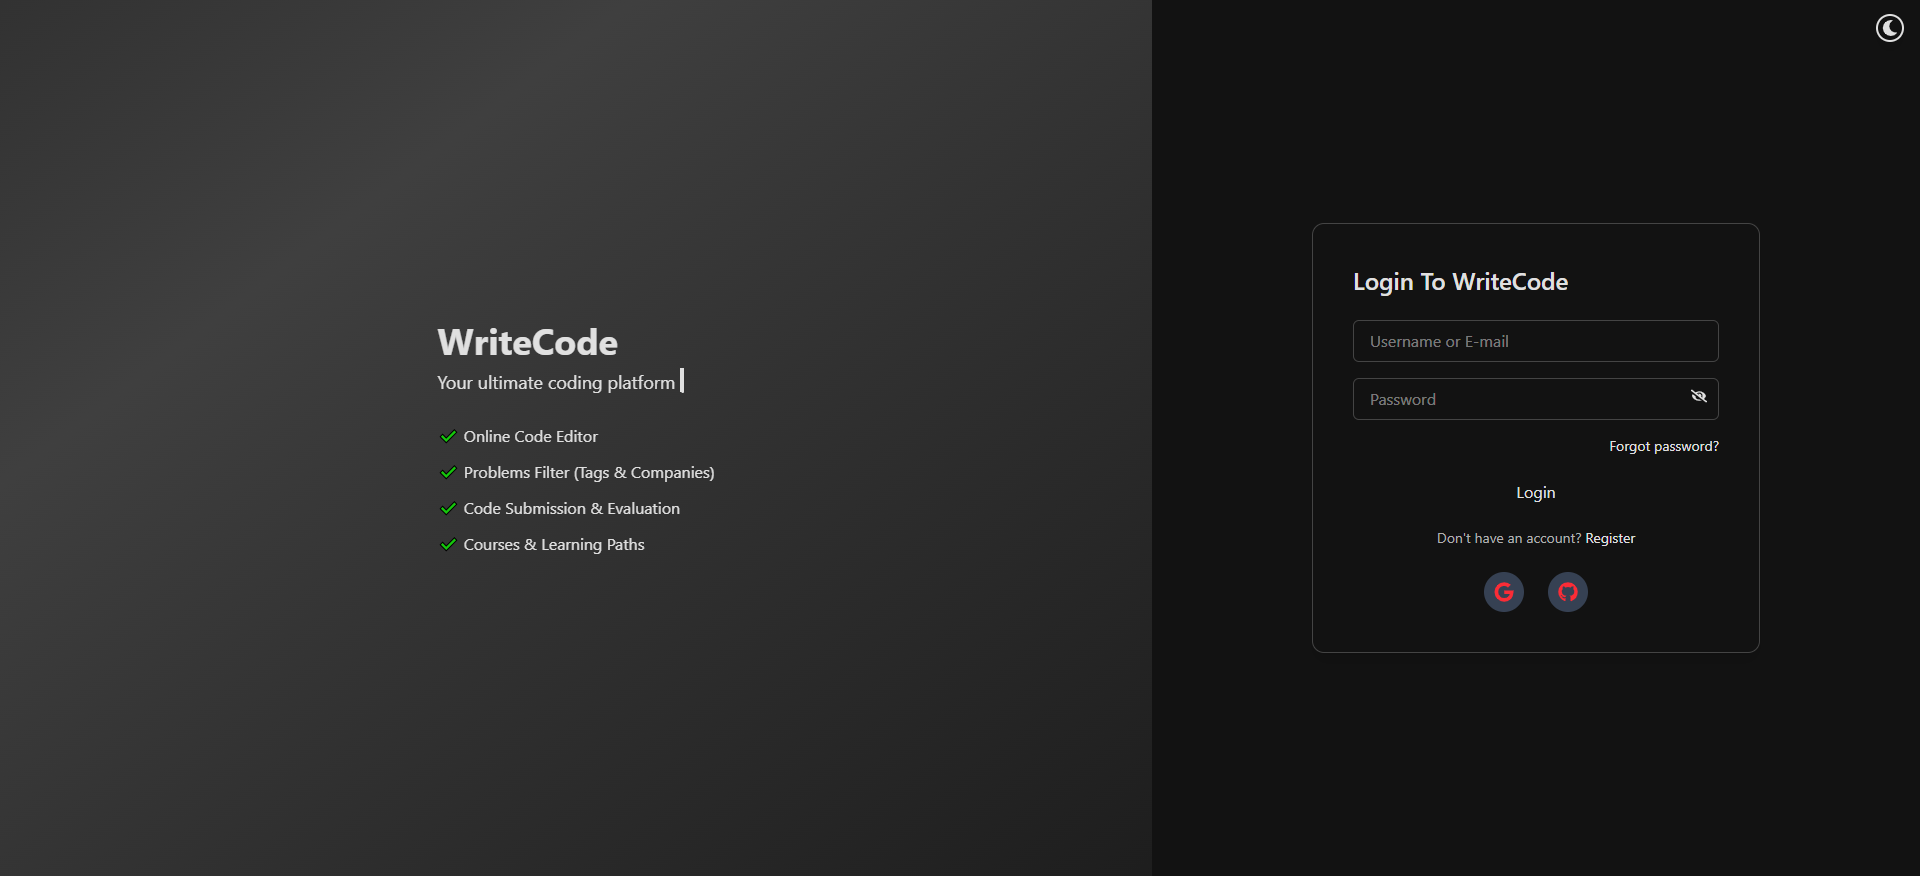 WriteCode
Your ultimate coding platform
Online Code Editor
Problems Filter (Tags & Companies)
Code Submission & Evaluation
Courses & Learning Paths
Login To WriteCode
Username or E-mail
Password
Forgot password?
Login
Don't have an account? Register